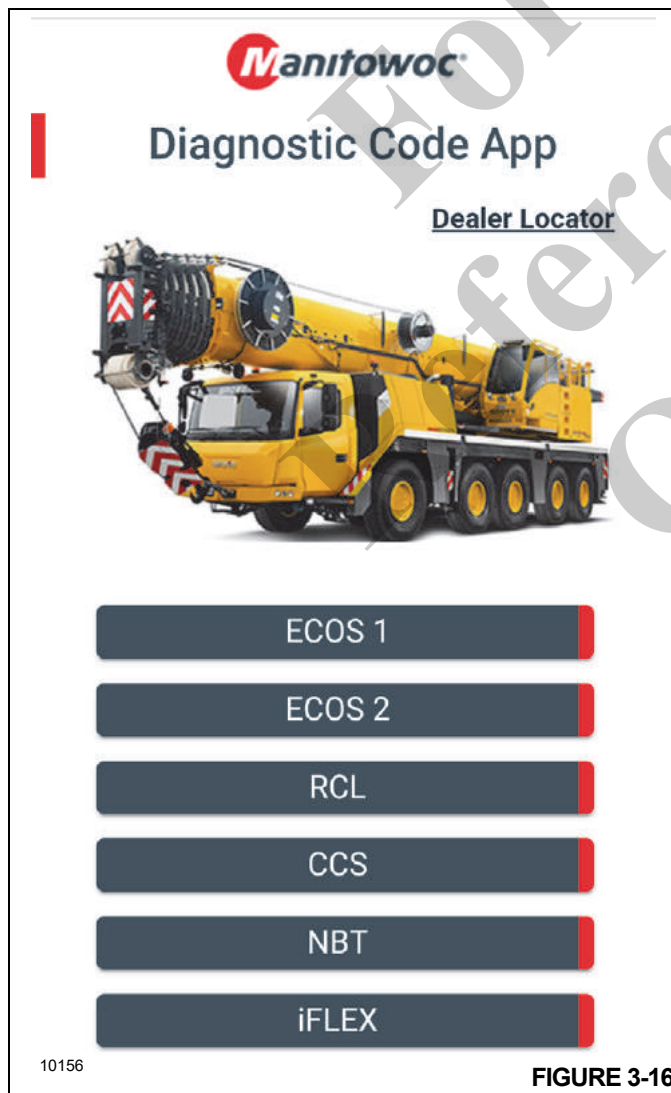 Manitowoc
Diagnostic Code App
Dealer Locator
ECOS 1
ECOS 2
RCL
CCS
NBT
iFLEX
10156
FIGURE 3-16